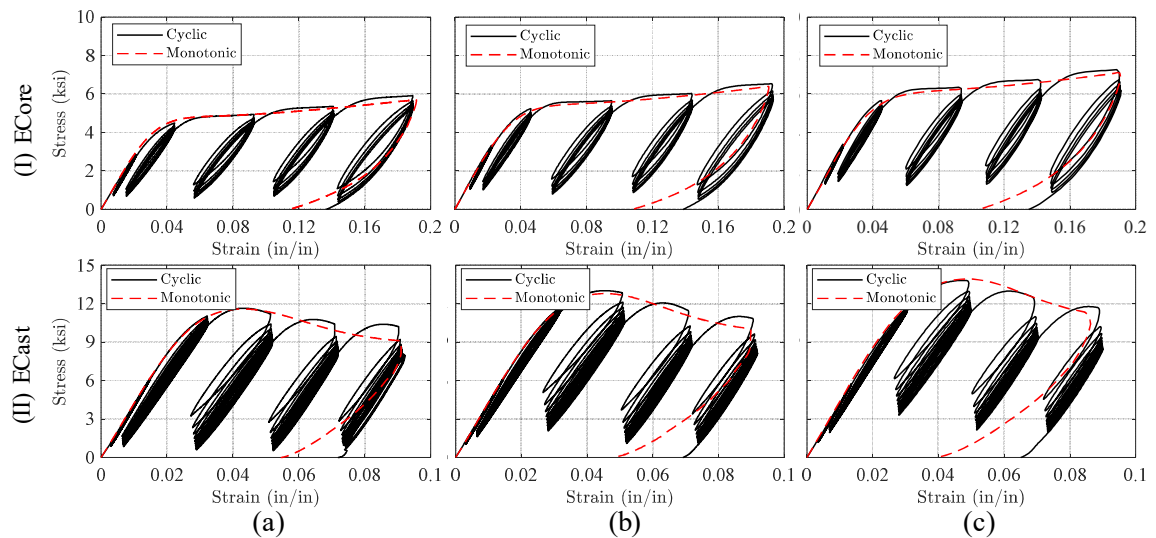 (I) ECore
Stress (ksi)
10
8
6
4
2
0
Cyclic
Monotonic
Cyclic
Monotonic
Cyclic
Monotonic
0 0.04 0.08 0.12 0.16 0.2
0 0.04 0.08 0.12 0.16 0.2
0 0.04 0.08 0.12 0.16 0.2
Strain (in/in)
Strain (in/in)
Strain (in/in)
(II) ECast
Stress (ksi)
15
12
9
6
3
0
Cyclic
Monotonic
Cyclic
Monotonic
Cyclic
Monotonic
0 0.02 0.04 0.06 0.08 0.1
0 0.02 0.04 0.06 0.08 0.1
0 0.02 0.04 0.06 0.08 0.1
Strain (in/in)
Strain (in/in)
Strain (in/in)
(a)
(b)
(c)